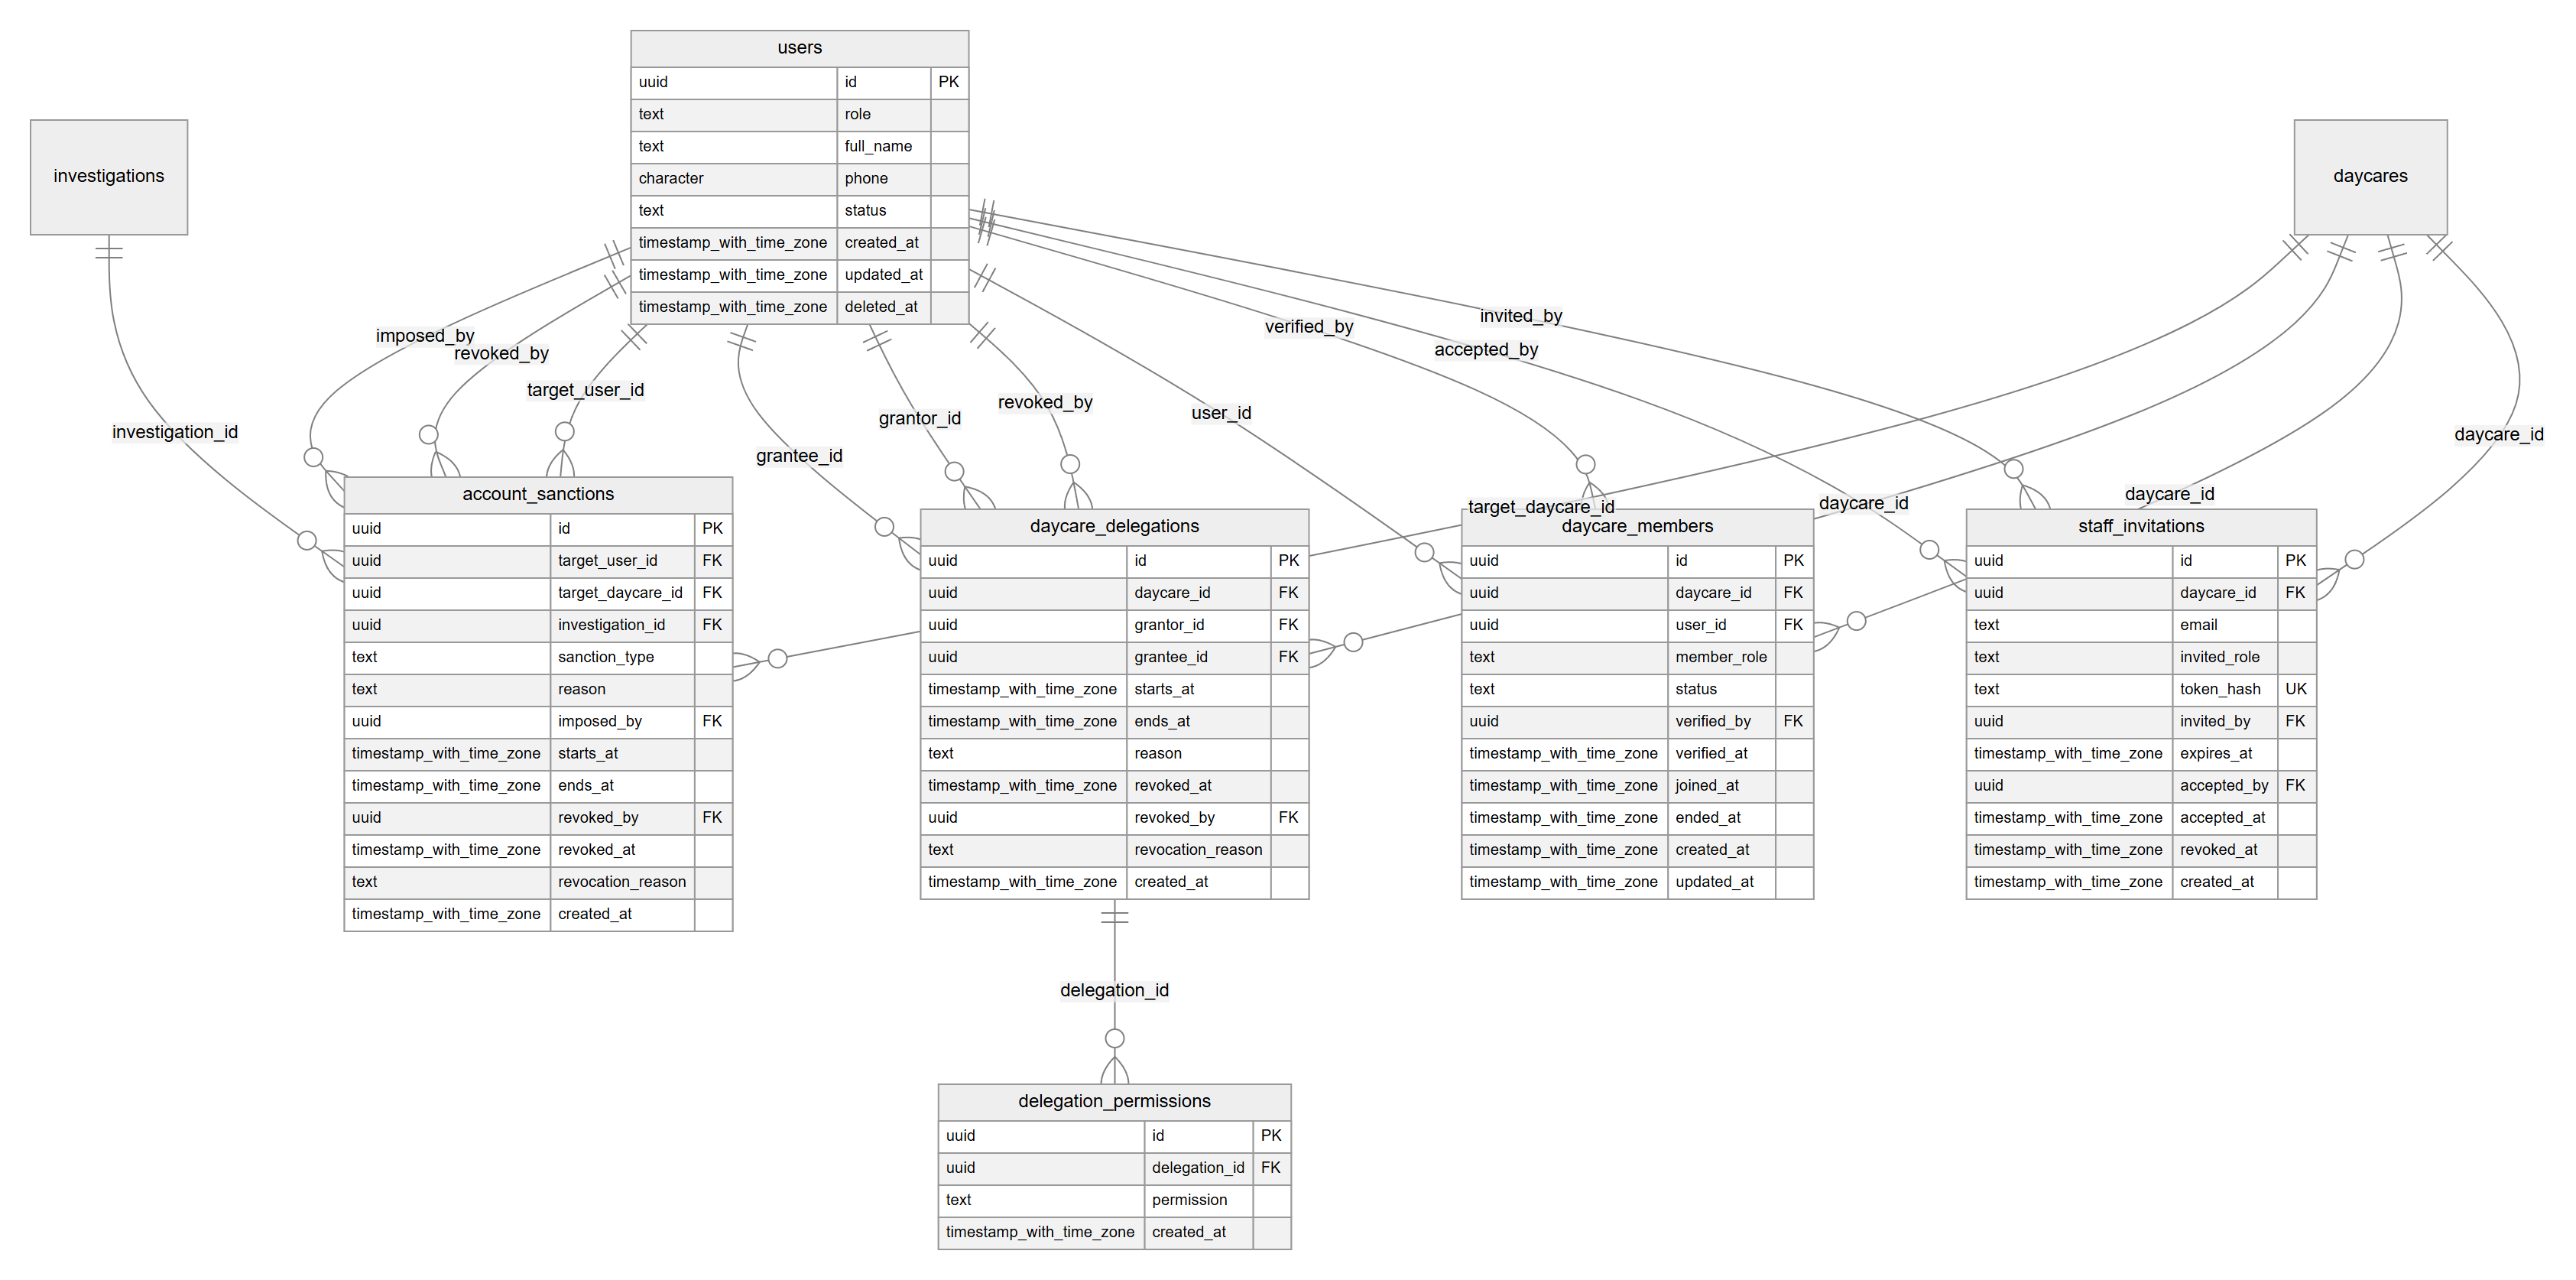 users
uuid id PK
text role
text full_name
character phone
text status
timestamp_with_time_zone created_at
timestamp_with_time_zone updated_at
timestamp_with_time_zone deleted_at
investigations
daycares
imposed_by
revoked_by
target_user_id
investigation_id
grantee_id
grantor_id
revoked_by
user_id
verified_by
accepted_by
invited_by
target_daycare_id
daycare_id
daycare_id
daycare_id
account_sanctions
uuid id PK
uuid target_user_id FK
uuid target_daycare_id FK
uuid investigation_id FK
text sanction_type
text reason
uuid imposed_by FK
timestamp_with_time_zone starts_at
timestamp_with_time_zone ends_at
uuid revoked_by FK
timestamp_with_time_zone revoked_at
text revocation_reason
timestamp_with_time_zone created_at
daycare_delegations
uuid id PK
uuid daycare_id FK
uuid grantor_id FK
uuid grantee_id FK
timestamp_with_time_zone starts_at
timestamp_with_time_zone ends_at
text reason
timestamp_with_time_zone revoked_at
uuid revoked_by FK
text revocation_reason
timestamp_with_time_zone created_at
daycare_members
uuid id PK
uuid daycare_id FK
uuid user_id FK
text member_role
text status
uuid verified_by FK
timestamp_with_time_zone verified_at
timestamp_with_time_zone joined_at
timestamp_with_time_zone ended_at
timestamp_with_time_zone created_at
timestamp_with_time_zone updated_at
staff_invitations
uuid id PK
uuid daycare_id FK
text email
text invited_role
text token_hash UK
uuid invited_by FK
timestamp_with_time_zone expires_at
uuid accepted_by FK
timestamp_with_time_zone accepted_at
timestamp_with_time_zone revoked_at
timestamp_with_time_zone created_at
delegation_id
delegation_permissions
uuid id PK
uuid delegation_id FK
text permission
timestamp_with_time_zone created_at